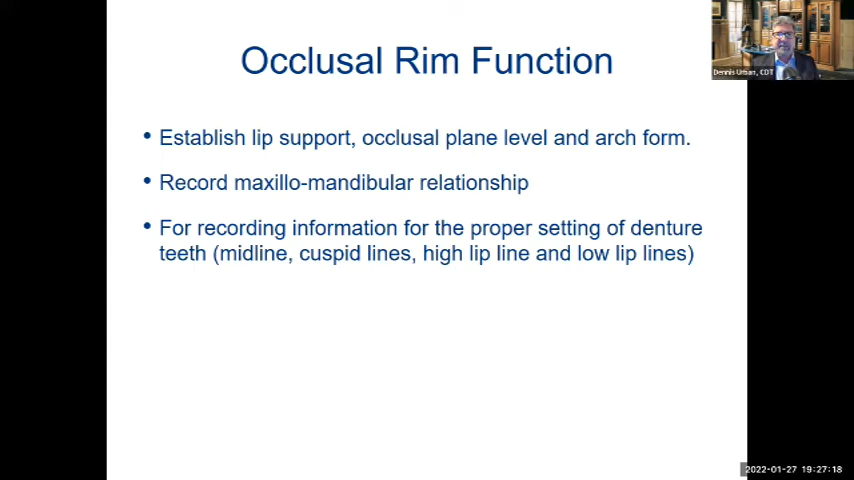 Occlusal Rim Function
Dennis Urban, CDT
• Establish lip support, occlusal plane level and arch form.
• Record maxillo-mandibular relationship
• For recording information for the proper setting of denture
teeth (midline, cuspid lines, high lip line and low lip lines)
2022-01-27 19:27:18